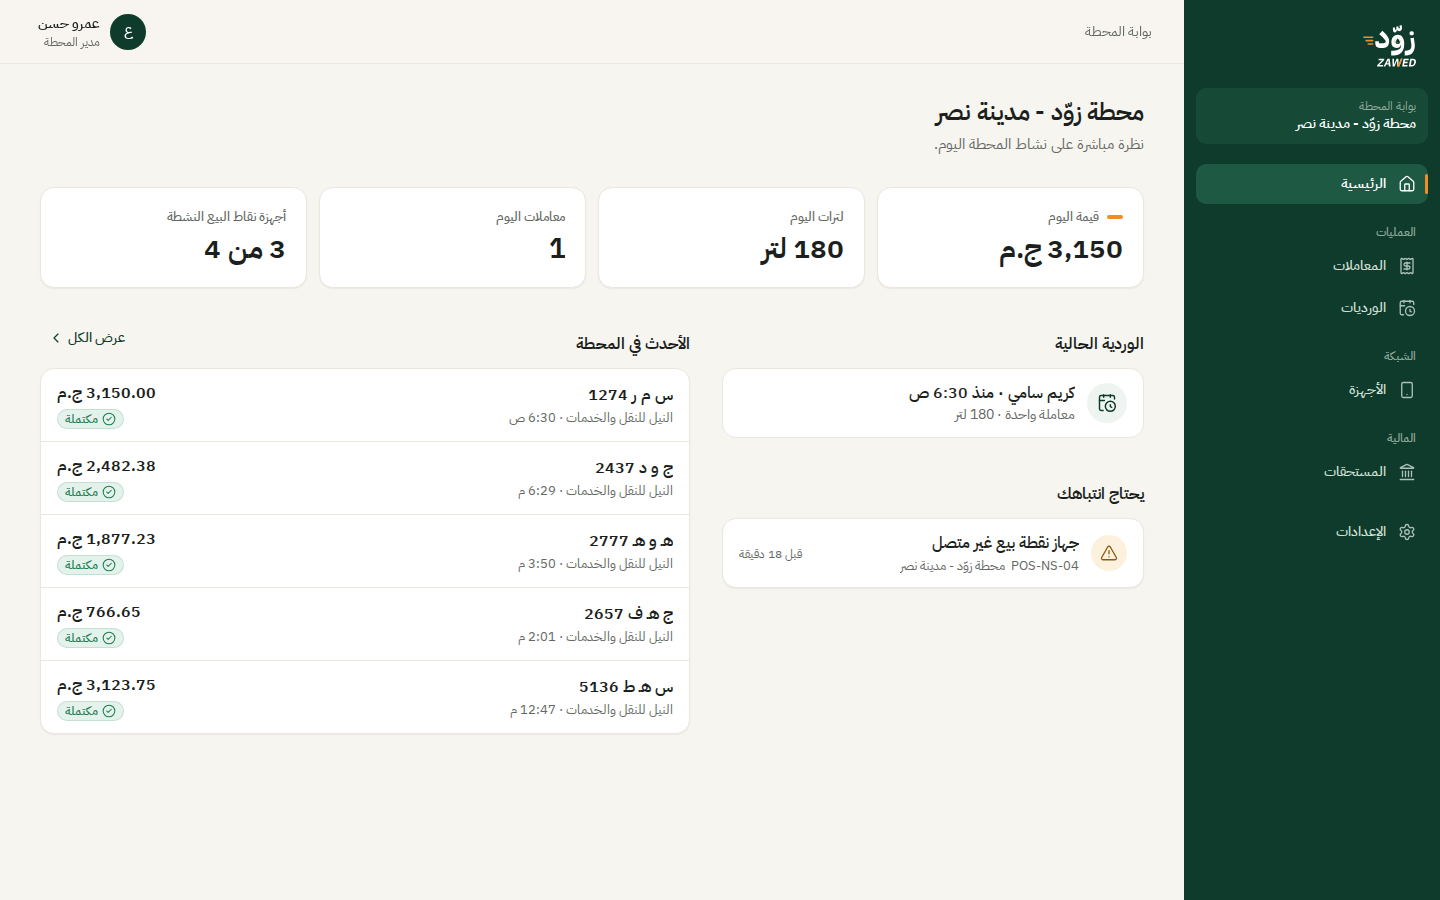 زوّد
ZAWED
بوابة المحطة
محطة زوّد - مدينة نصر
الرئيسية
العمليات
المعاملات
الورديات
الشبكة
الأجهزة
المالية
المستحقات
الإعدادات
بوابة المحطة
ع
عمرو حسن
مدير المحطة
محطة زوّد - مدينة نصر
نظرة مباشرة على نشاط المحطة اليوم.
قيمة اليوم
3,150 ج.م
لترات اليوم
180 لتر
معاملات اليوم
1
أجهزة نقاط البيع النشطة
3 من 4
الوردية الحالية
كريم سامي · منذ 6:30 ص
معاملة واحدة · 180 لتر
يحتاج انتباهك
جهاز نقطة بيع غير متصل
POS-NS-04 محطة زوّد - مدينة نصر
قبل 18 دقيقة
الأحدث في المحطة
عرض الكل
س م ر 1274
النيل للنقل والخدمات · 6:30 ص
3,150.00 ج.م
مكتملة
ج و د 2437
النيل للنقل والخدمات · 6:29 م
2,482.38 ج.م
مكتملة
هـ و هـ 2777
النيل للنقل والخدمات · 3:50 م
1,877.23 ج.م
مكتملة
ج هـ ف 2657
النيل للنقل والخدمات · 2:01 م
766.65 ج.م
مكتملة
س هـ ط 5136
النيل للنقل والخدمات · 12:47 م
3,123.75 ج.م
مكتملة